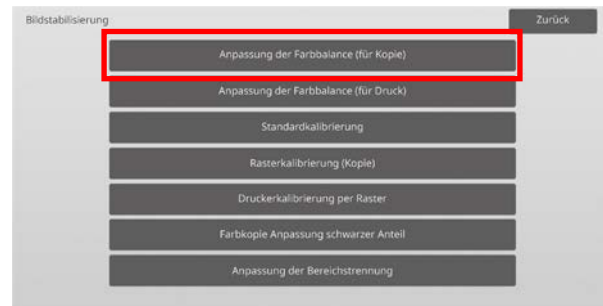 Bildstabilisierung
Zurück
Anpassung der Farbbalance (für Kopie)
Anpassung der Farbbalance (für Druck)
Standardkalibrierung
Rasterkalibrierung (Kopie)
Druckerkalibrierung per Raster
Farbkopie Anpassung schwarzer Anteil
Anpassung der Bereichstrennung